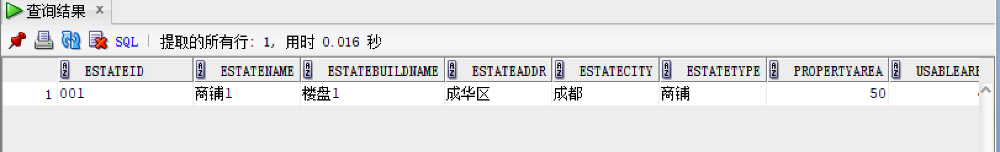 查询结果 x
SQL | 提取的所有行: 1, 用时 0.016 秒
ESTATEID ESTATENAME ESTATEBUILDNAME ESTATEADDR ESTATECITY ESTATETYPE PROPERTYAREA USABLEARE
1 001 商铺1 楼盘1 成华区 成都 商铺 50